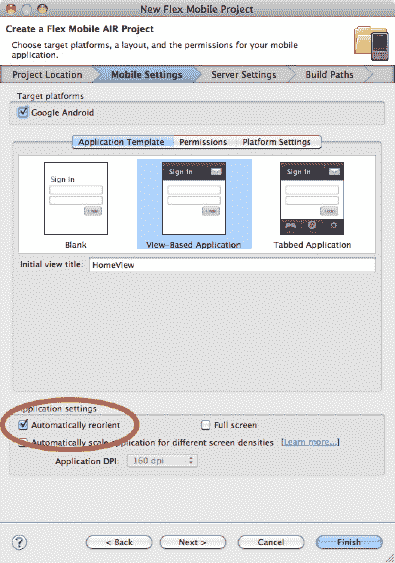 New Flex Mobile Project
Create a Flex Mobile AIR Project
Choose target platforms, a layout, and the permissions for your mobile
application.
Project Location Mobile Settings Server Settings Build Paths
Target platforms
Google Android
Application Template Permissions Platform Settings
Sign In Sign In Sign In
Blank View-Based Application Tabbed Application
Initial view title: HomeView
Application settings
Automatically reorient Full screen
Automatically scale application for different screen densities [Learn more...]
Application DPI: 160 dpi
? < Back Next > Cancel Finish